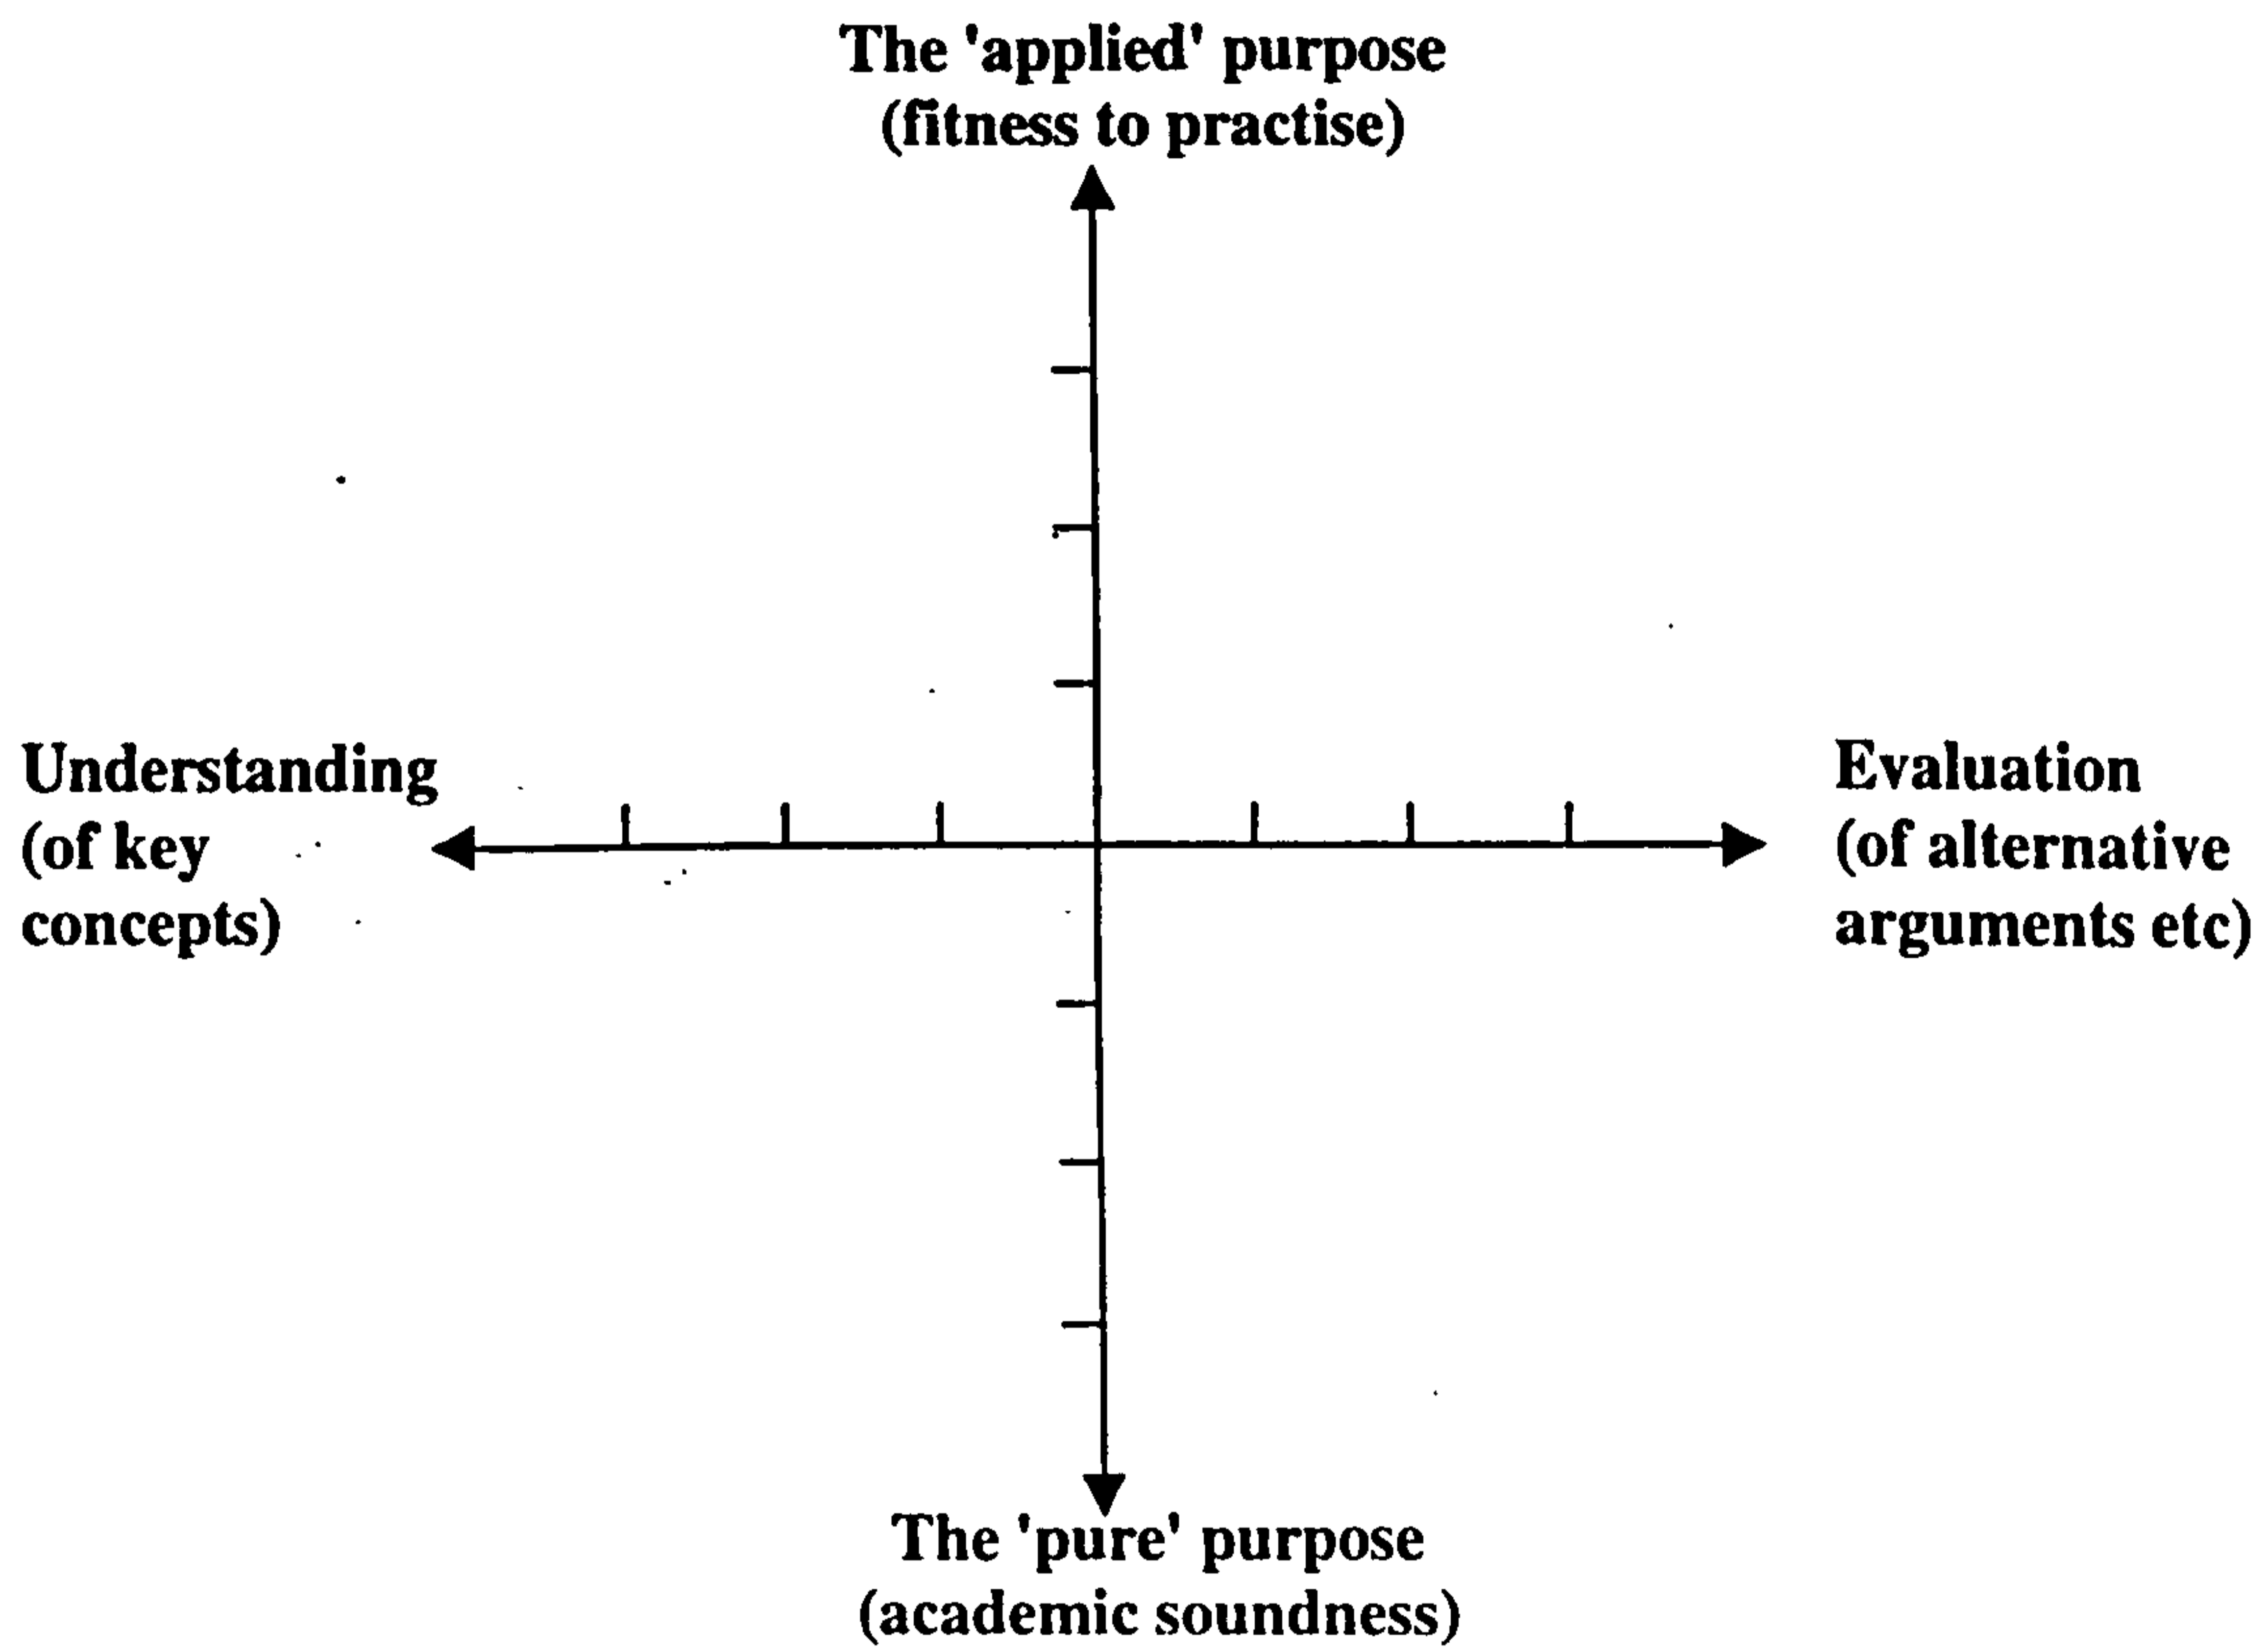 The 'applied' purpose
(fitness to practise)
Understanding
(of key
concepts)
Evaluation
(of alternative
arguments etc)
The 'pure' purpose
(academic soundness)